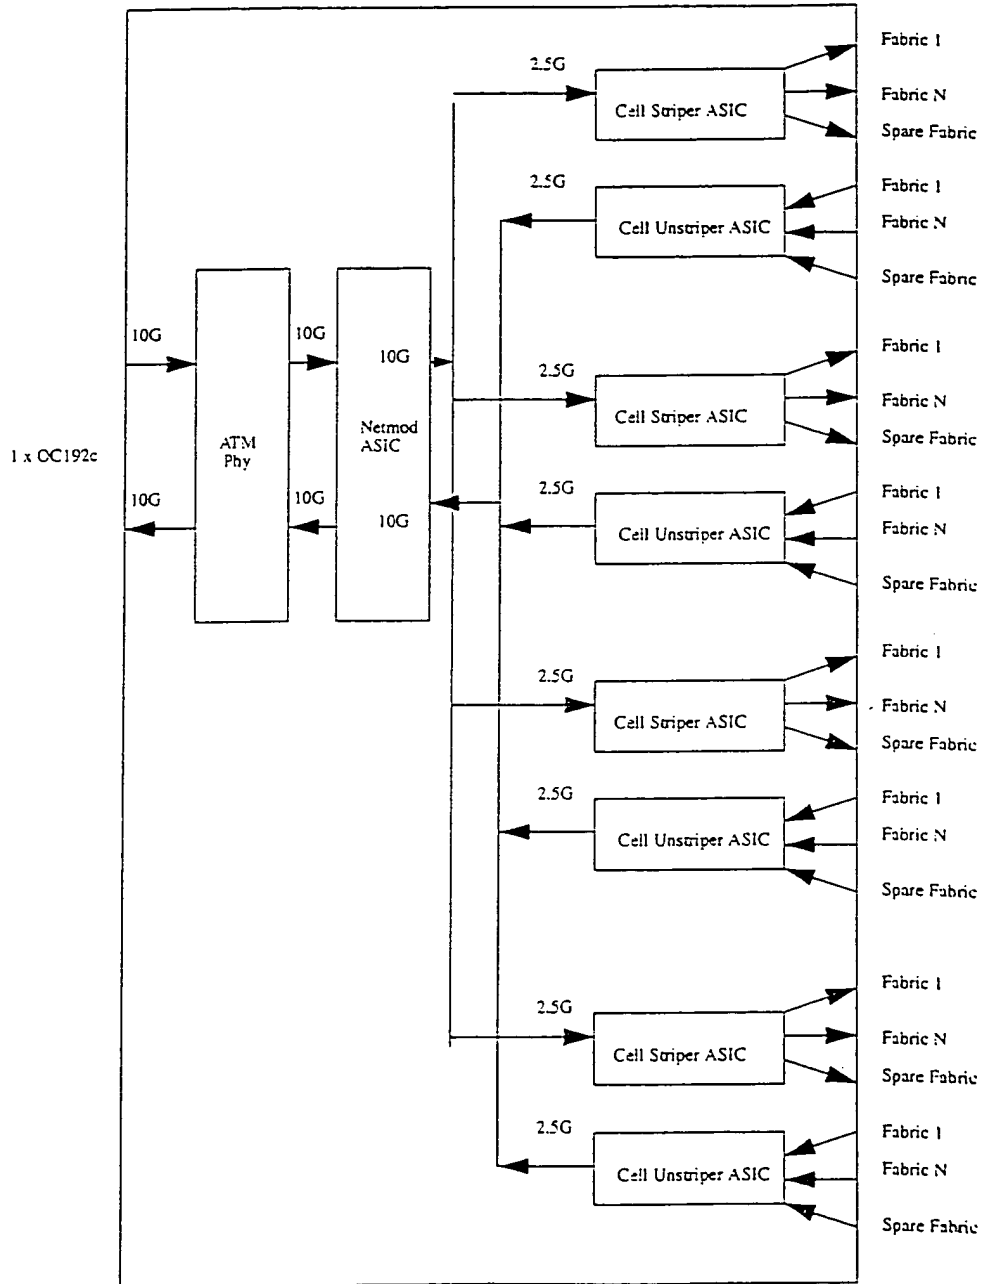 Fabric 1
2.5G
Cell Striper ASIC
Fabric N
Spare Fabric
2.5G
Fabric 1
Cell Unstriper ASIC
Fabric N
Spare Fabric
10G
10G
10G
Fabric 1
2.5G
Cell Striper ASIC
Fabric N
Spare Fabric
1 x OC192c
ATM
Phy
Netmod
ASIC
10G
10G
10G
2.5G
Fabric 1
Cell Unstriper ASIC
Fabric N
Spare Fabric
Fabric 1
2.5G
Cell Striper ASIC
Fabric N
Spare Fabric
2.5G
Fabric 1
Cell Unstriper ASIC
Fabric N
Spare Fabric
Fabric 1
2.5G
Cell Striper ASIC
Fabric N
Spare Fabric
2.5G
Fabric 1
Cell Unstriper ASIC
Fabric N
Spare Fabric